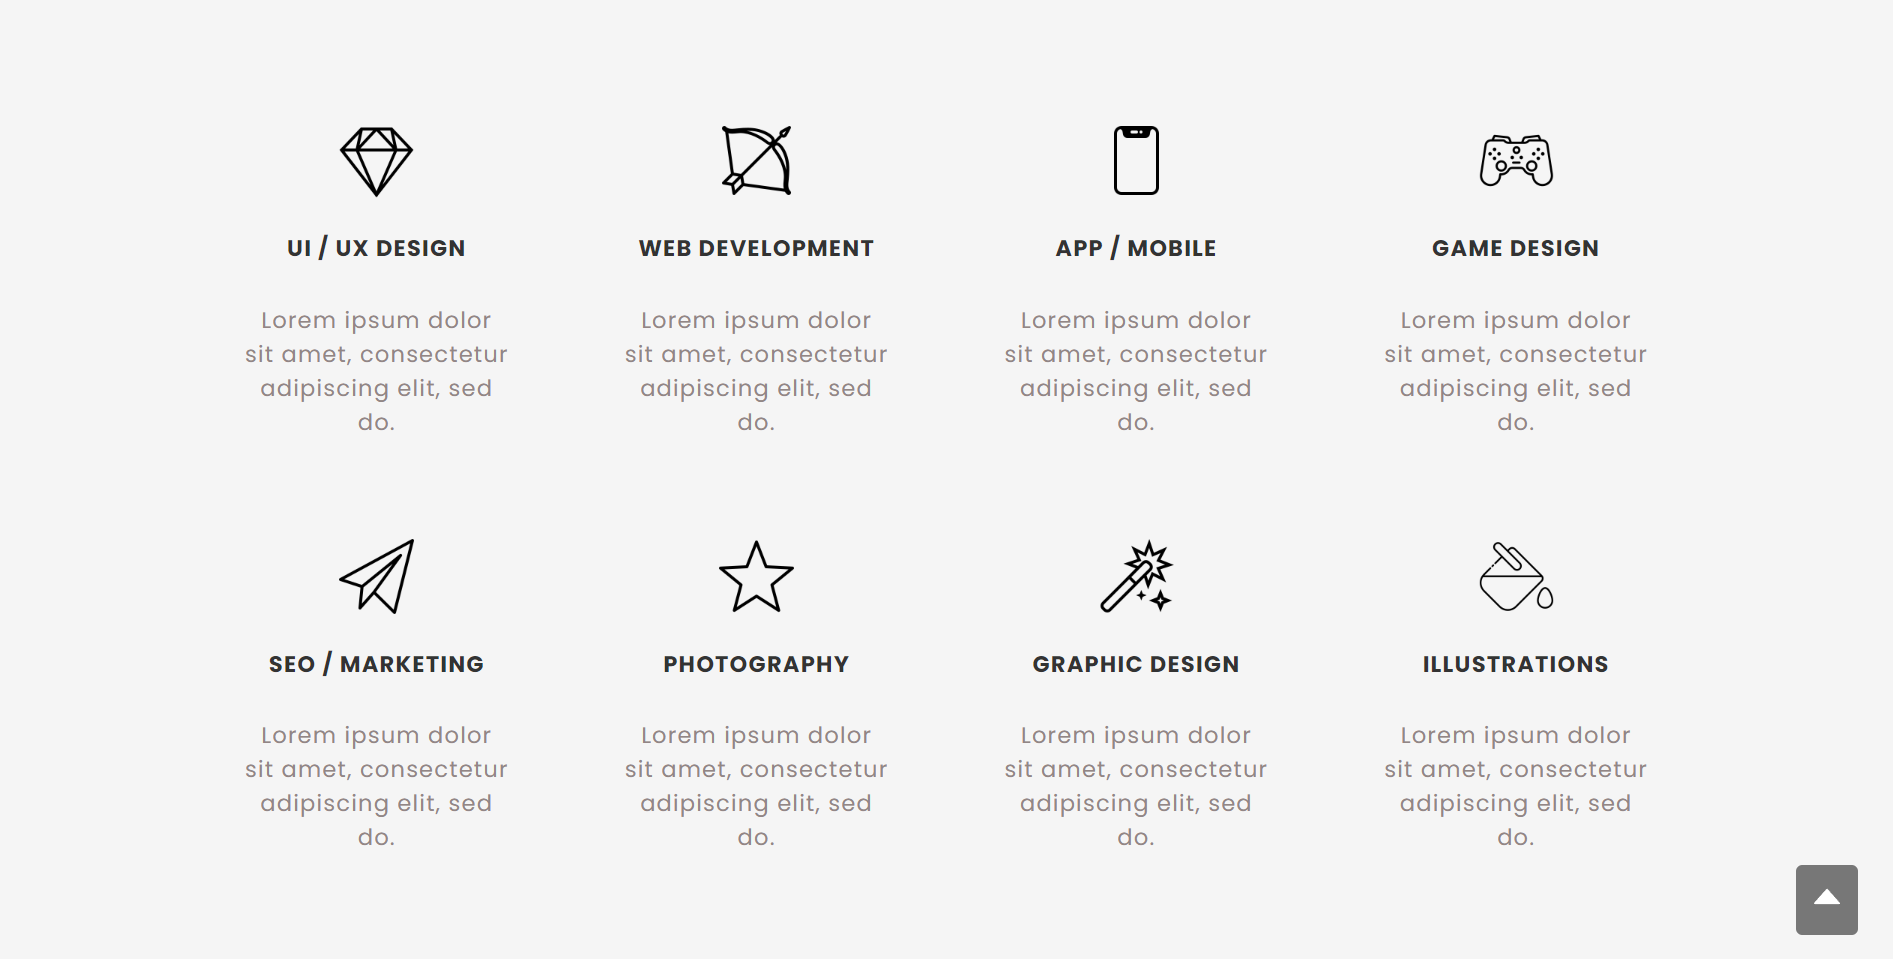 UI / UX DESIGN
Lorem ipsum dolor
sit amet, consectetur
adipiscing elit, sed
do.
WEB DEVELOPMENT
Lorem ipsum dolor
sit amet, consectetur
adipiscing elit, sed
do.
APP / MOBILE
Lorem ipsum dolor
sit amet, consectetur
adipiscing elit, sed
do.
GAME DESIGN
Lorem ipsum dolor
sit amet, consectetur
adipiscing elit, sed
do.
SEO / MARKETING
Lorem ipsum dolor
sit amet, consectetur
adipiscing elit, sed
do.
PHOTOGRAPHY
Lorem ipsum dolor
sit amet, consectetur
adipiscing elit, sed
do.
GRAPHIC DESIGN
Lorem ipsum dolor
sit amet, consectetur
adipiscing elit, sed
do.
ILLUSTRATIONS
Lorem ipsum dolor
sit amet, consectetur
adipiscing elit, sed
do.